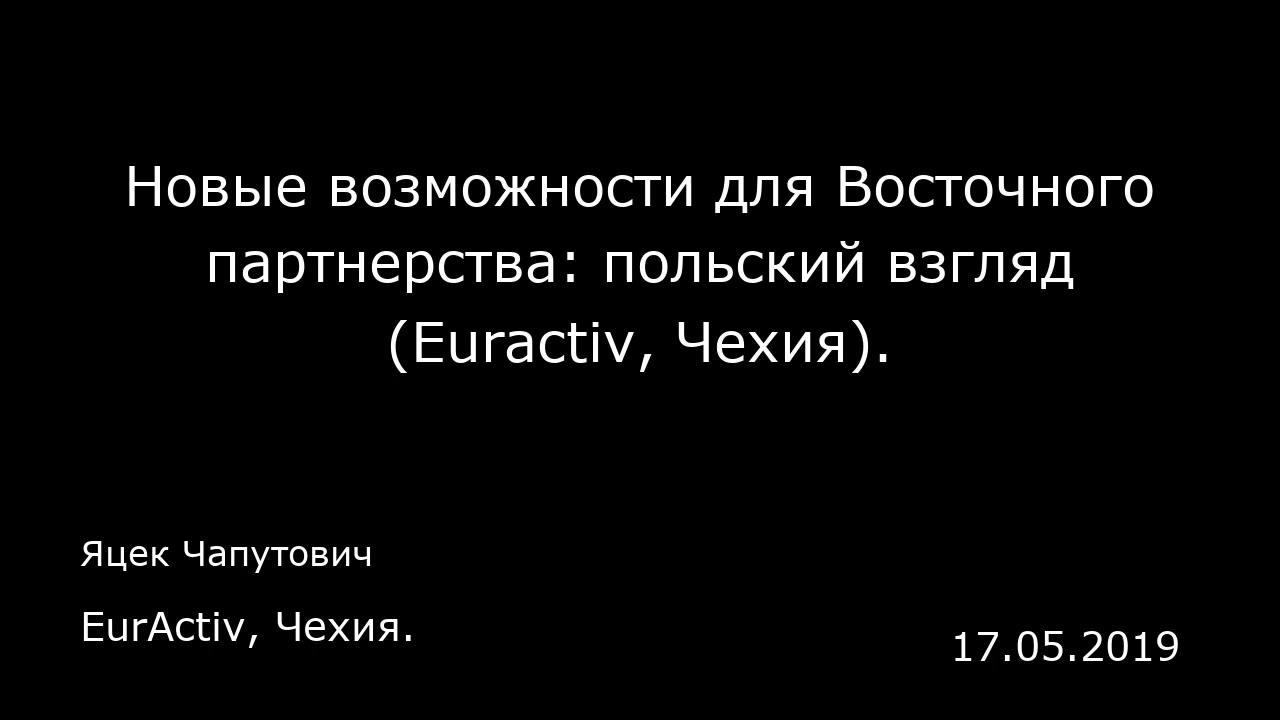 Новые возможности для Восточного
партнерства: польский взгляд
(Euractiv, Чехия).
Яцек Чапутович
EurActiv, Чехия.
17.05.2019